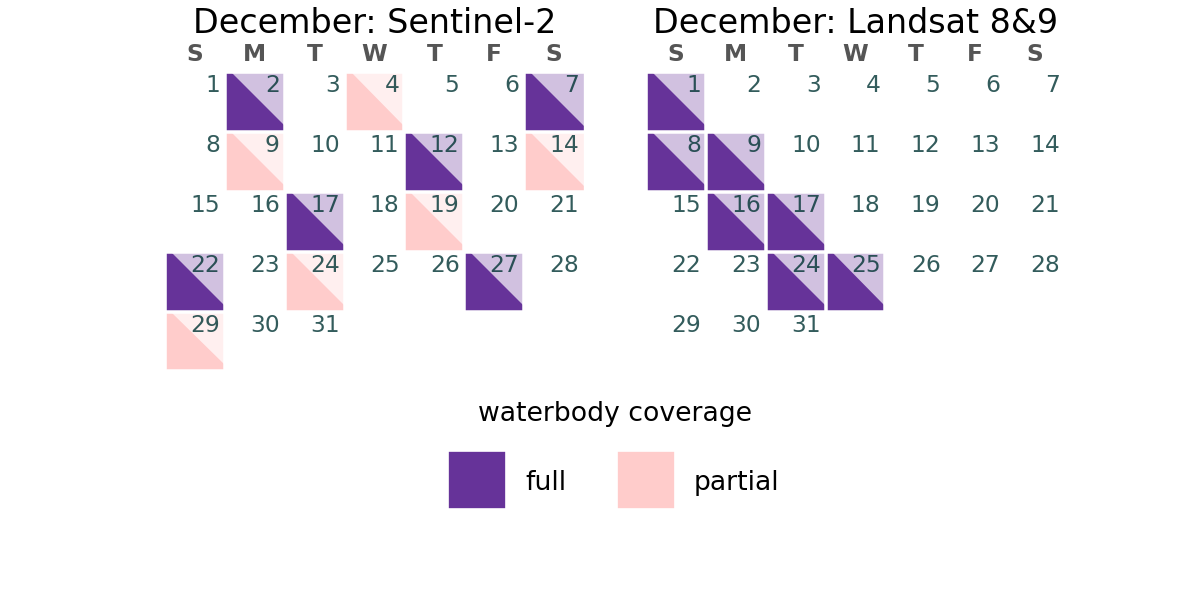 December: Sentinel-2
S M T W T F S
1 2 3 4 5 6 7
8 9 10 11 12 13 14
15 16 17 18 19 20 21
22 23 24 25 26 27 28
29 30 31
December: Landsat 8&9
S M T W T F S
1 2 3 4 5 6 7
8 9 10 11 12 13 14
15 16 17 18 19 20 21
22 23 24 25 26 27 28
29 30 31
waterbody coverage
full
partial